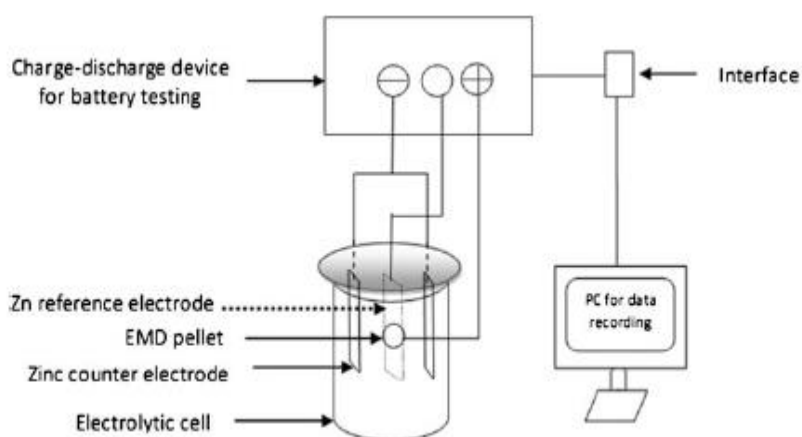 Charge-discharge device
for battery testing
Interface
Zn reference electrode
EMD pellet
Zinc counter electrode
Electrolytic cell
PC for data
recording